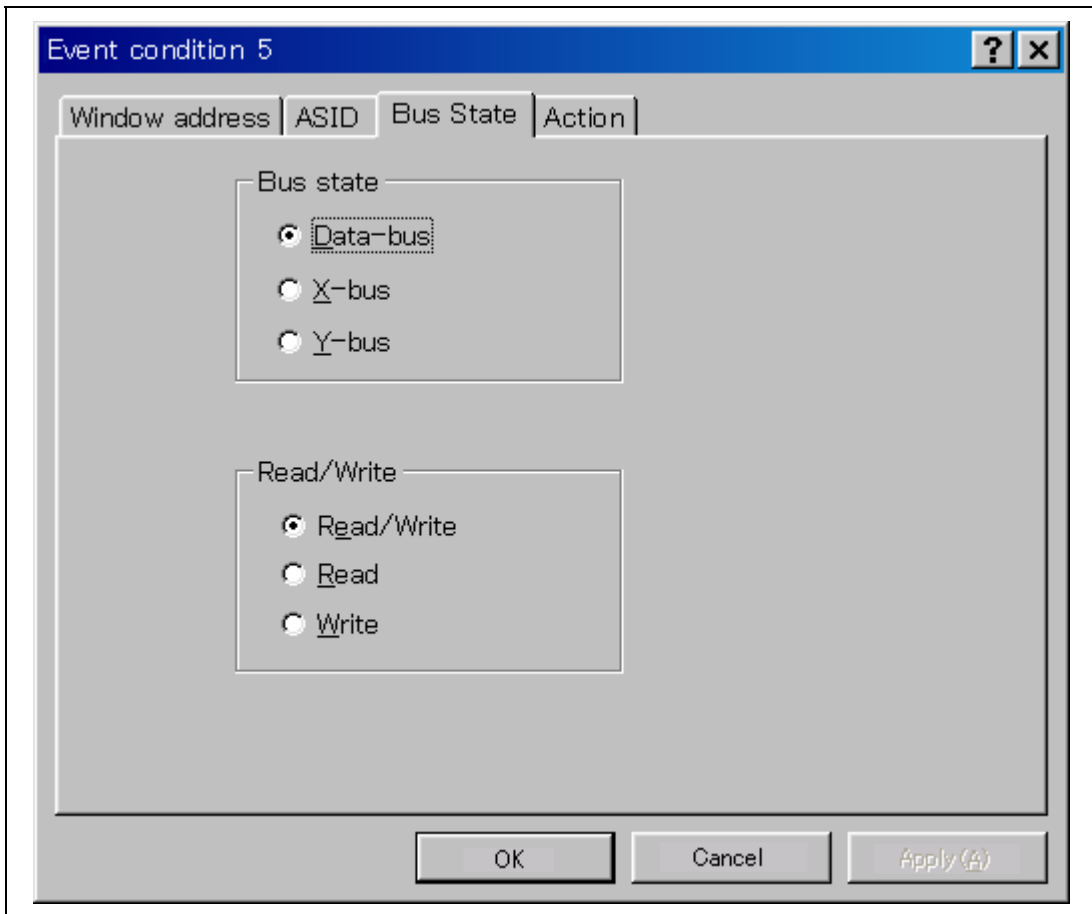 Event condition 5
Window address ASID Bus State Action
Bus state
Data-bus
X-bus
Y-bus
Read/Write
Read/Write
Read
Write
OK Cancel Apply(A)